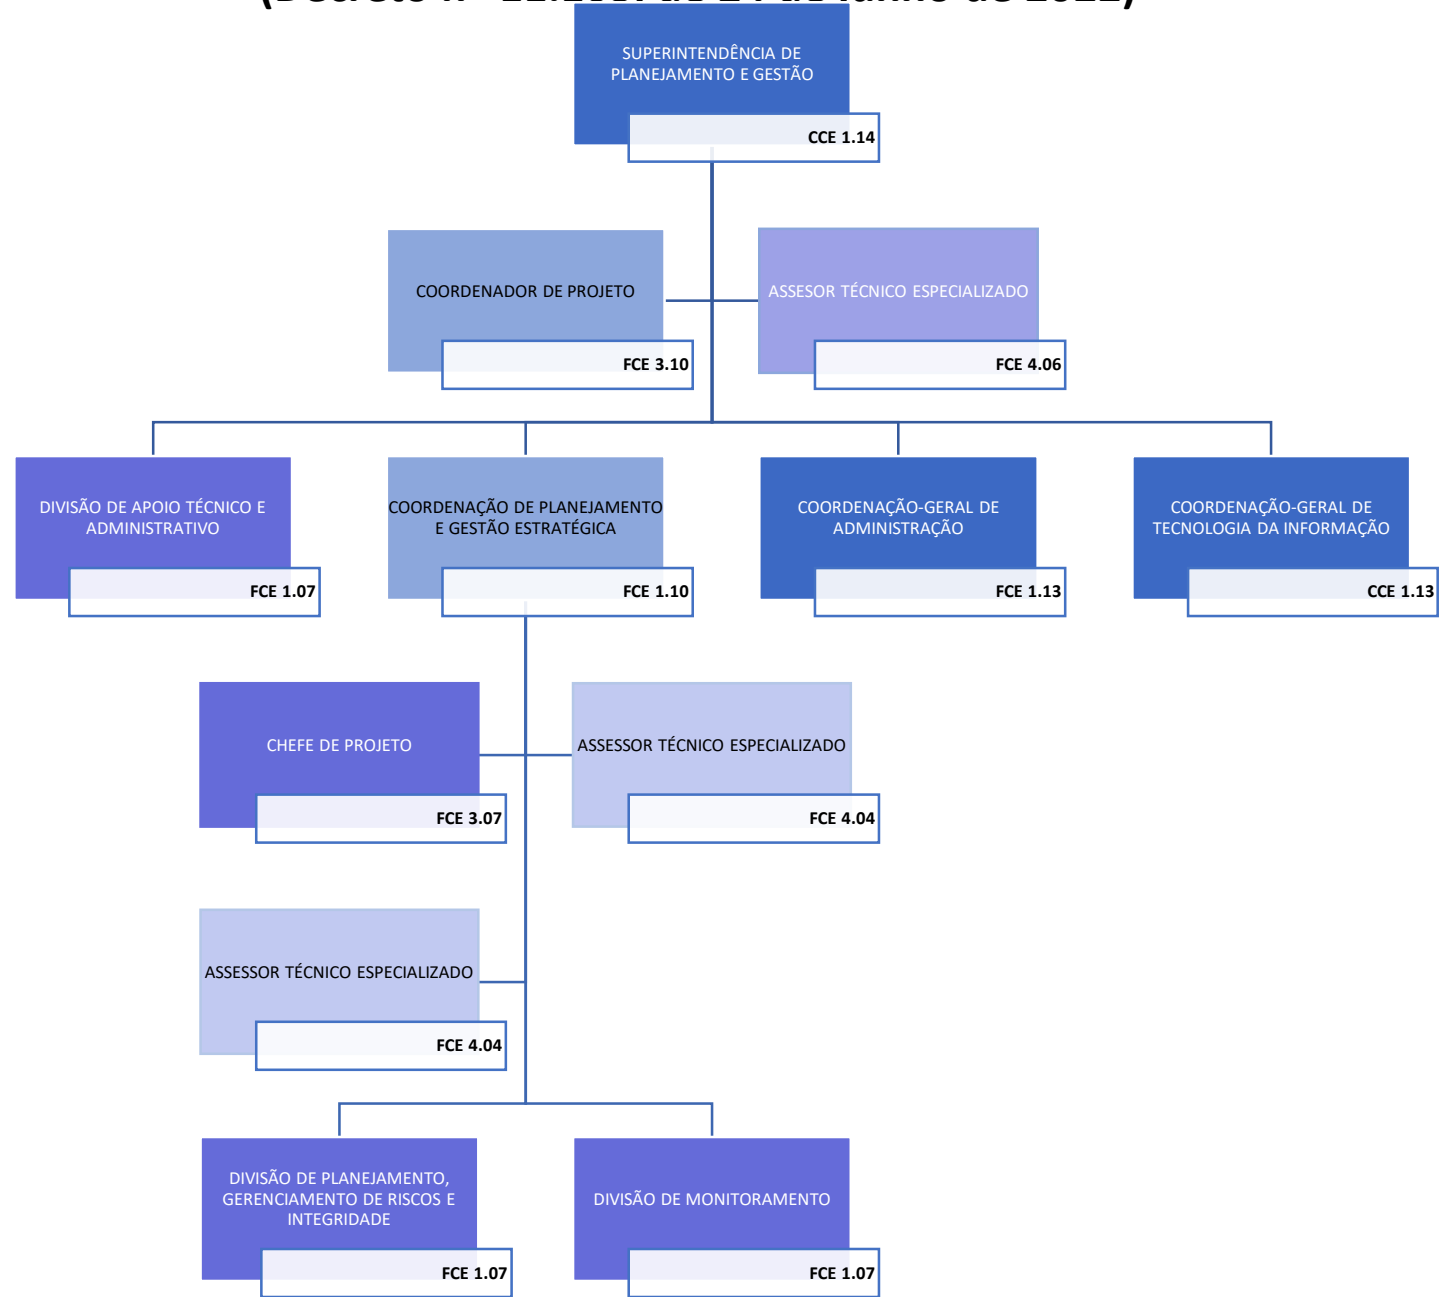 de 2022)
SUPERINTENDÊNCIA DE
PLANEJAMENTO E GESTÃO
CCE 1.14
COORDENADOR DE PROJETO
FCE 3.10
ASSESOR TÉCNICO ESPECIALIZADO
FCE 4.06
DIVISÃO DE APOIO TÉCNICO E
ADMINISTRATIVO
FCE 1.07
COORDENAÇÃO DE PLANEJAMENTO
E GESTÃO ESTRATÉGICA
FCE 1.10
COORDENAÇÃO-GERAL DE
ADMINISTRAÇÃO
FCE 1.13
COORDENAÇÃO-GERAL DE
TECNOLOGIA DA INFORMAÇÃO
CCE 1.13
CHEFE DE PROJETO
FCE 3.07
ASSESSOR TÉCNICO ESPECIALIZADO
FCE 4.04
ASSESSOR TÉCNICO ESPECIALIZADO
FCE 4.04
DIVISÃO DE PLANEJAMENTO,
GERENCIAMENTO DE RISCOS E
INTEGRIDADE
FCE 1.07
DIVISÃO DE MONITORAMENTO
FCE 1.07